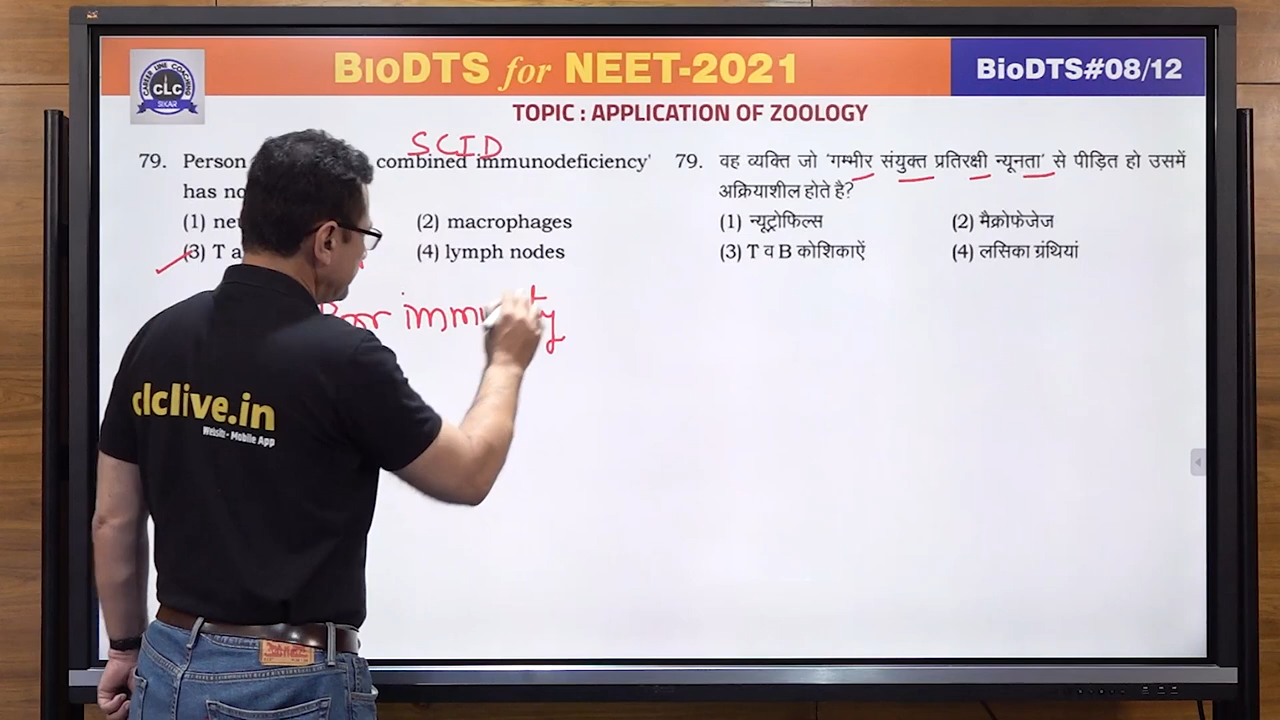 BIODTS for NEET-2021
BIODTS#08/12
CAREER LINE COACHING
CLC
SIKAR
TOPIC : APPLICATION OF ZOOLOGY
SCID
79. Person combined immunodeficiency'
has no
(1) (2) macrophages
(3) T (4) lymph nodes
79. वह व्यक्ति जो 'गम्भीर संयुक्त प्रतिरक्षी न्यूनता' से पीड़ित हो उसमें
अक्रियाशील होते है?
(1) न्यूट्रोफिल्स (2) मैक्रोफेजेज
(3) T व B कोशिकाऐं (4) लसिका ग्रंथियां
clclive.in
Website - Mobile App